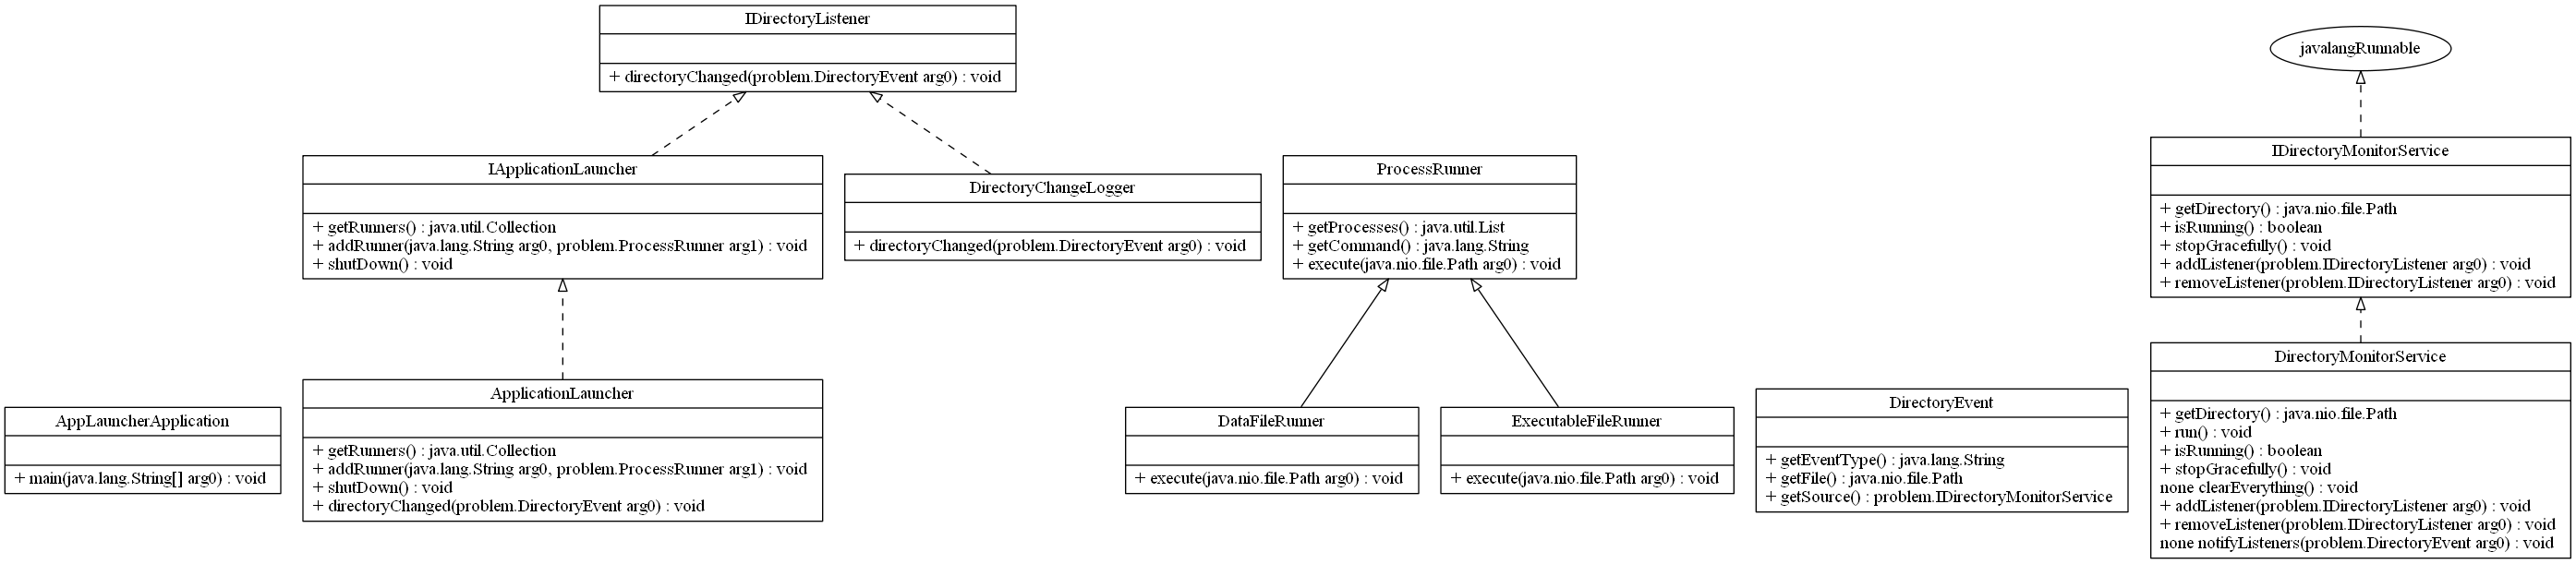 IDirectoryListener
+ directoryChanged(problem.DirectoryEvent arg0) : void
javalangRunnable
IApplicationLauncher
+ getRunners() : java.util.Collection
+ addRunner(java.lang.String arg0, problem.ProcessRunner arg1) : void
+ shutDown() : void
DirectoryChangeLogger
+ directoryChanged(problem.DirectoryEvent arg0) : void
ProcessRunner
+ getProcesses() : java.util.List
+ getCommand() : java.lang.String
+ execute(java.nio.file.Path arg0) : void
IDirectoryMonitorService
+ getDirectory() : java.nio.file.Path
+ isRunning() : boolean
+ stopGracefully() : void
+ addListener(problem.IDirectoryListener arg0) : void
+ removeListener(problem.IDirectoryListener arg0) : void
AppLauncherApplication
+ main(java.lang.String[] arg0) : void
ApplicationLauncher
+ getRunners() : java.util.Collection
+ addRunner(java.lang.String arg0, problem.ProcessRunner arg1) : void
+ shutDown() : void
+ directoryChanged(problem.DirectoryEvent arg0) : void
DataFileRunner
+ execute(java.nio.file.Path arg0) : void
ExecutableFileRunner
+ execute(java.nio.file.Path arg0) : void
DirectoryEvent
+ getEventType() : java.lang.String
+ getFile() : java.nio.file.Path
+ getSource() : problem.IDirectoryMonitorService
DirectoryMonitorService
+ getDirectory() : java.nio.file.Path
+ run() : void
+ isRunning() : boolean
+ stopGracefully() : void
none clearEverything() : void
+ addListener(problem.IDirectoryListener arg0) : void
+ removeListener(problem.IDirectoryListener arg0) : void
none notifyListeners(problem.DirectoryEvent arg0) : void